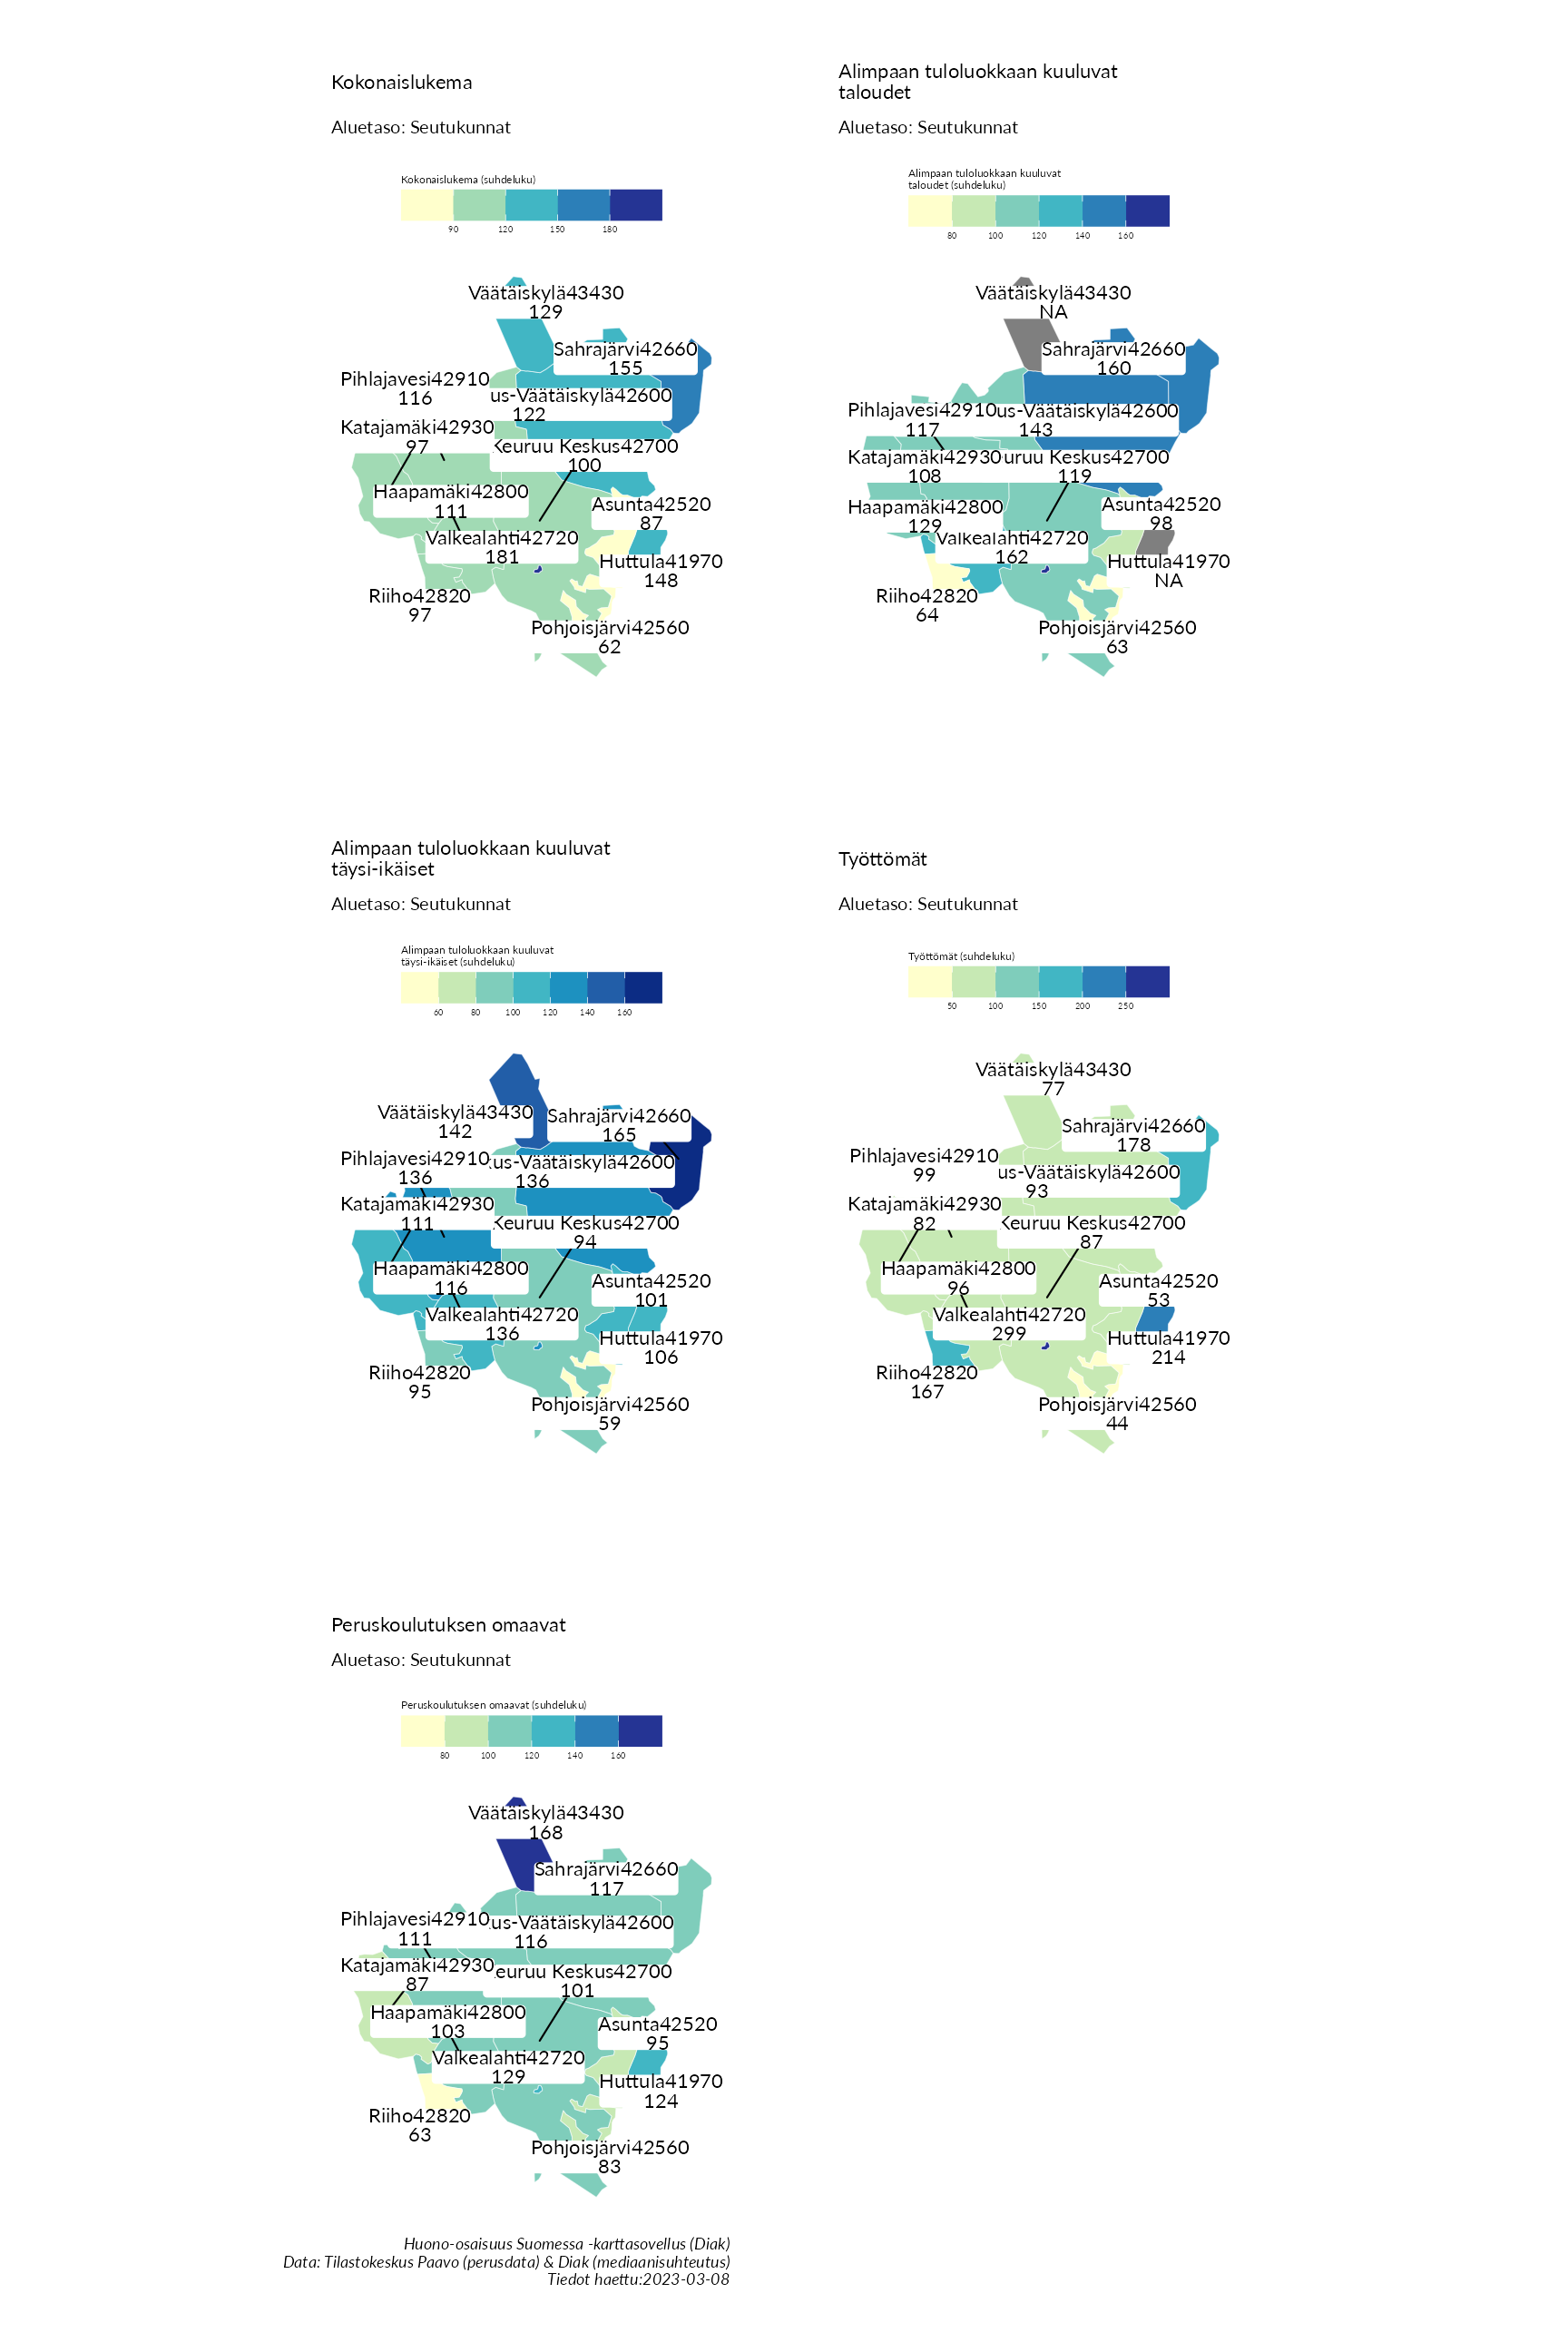 Kokonaislukema
Aluetaso: Seutukunnat
Kokonaislukema (suhdeluku)
90 120 150 180
Väätäiskylä43430
129
Sahrajärvi42660
155
Pihlajavesi42910
116
us-Väätäiskylä42600
122
Katajamäki42930
97
Keuruu Keskus42700
100
Haapamäki42800
111
Asunta42520
87
Valkealahti42720
181
Huttula41970
148
Riiho42820
97
Pohjoisjärvi42560
62
Alimpaan tuloluokkaan kuuluvat
taloudet
Aluetaso: Seutukunnat
Alimpaan tuloluokkaan kuuluvat
taloudet (suhdeluku)
80 100 120 140 160
Väätäiskylä43430
NA
Sahrajärvi42660
160
Pihlajavesi42910
117
us-Väätäiskylä42600
143
Katajamäki42930
108
uruu Keskus42700
119
Haapamäki42800
129
Asunta42520
98
Valkealahti42720
162
Huttula41970
NA
Riiho42820
64
Pohjoisjärvi42560
63
Alimpaan tuloluokkaan kuuluvat
täysi-ikäiset
Aluetaso: Seutukunnat
Alimpaan tuloluokkaan kuuluvat
täysi-ikäiset (suhdeluku)
60 80 100 120 140 160
Väätäiskylä43430
142
Sahrajärvi42660
165
Pihlajavesi42910
136
us-Väätäiskylä42600
136
Katajamäki42930
111
Keuruu Keskus42700
94
Haapamäki42800
116
Asunta42520
101
Valkealahti42720
136
Huttula41970
106
Riiho42820
95
Pohjoisjärvi42560
59
Työttömät
Aluetaso: Seutukunnat
Työttömät (suhdeluku)
50 100 150 200 250
Väätäiskylä43430
77
Sahrajärvi42660
178
Pihlajavesi42910
99
us-Väätäiskylä42600
93
Katajamäki42930
82
Keuruu Keskus42700
87
Haapamäki42800
96
Asunta42520
53
Valkealahti42720
299
Huttula41970
214
Riiho42820
167
Pohjoisjärvi42560
44
Peruskoulutuksen omaavat
Aluetaso: Seutukunnat
Peruskoulutuksen omaavat (suhdeluku)
80 100 120 140 160
Väätäiskylä43430
168
Sahrajärvi42660
117
Pihlajavesi42910
111
us-Väätäiskylä42600
116
Katajamäki42930
87
euruu Keskus42700
101
Haapamäki42800
103
Asunta42520
95
Valkealahti42720
129
Huttula41970
124
Riiho42820
63
Pohjoisjärvi42560
83
Huono-osaisuus Suomessa -karttasovellus (Diak)
Data: Tilastokeskus Paavo (perusdata) & Diak (mediaanisuhteutus)
Tiedot haettu:2023-03-08